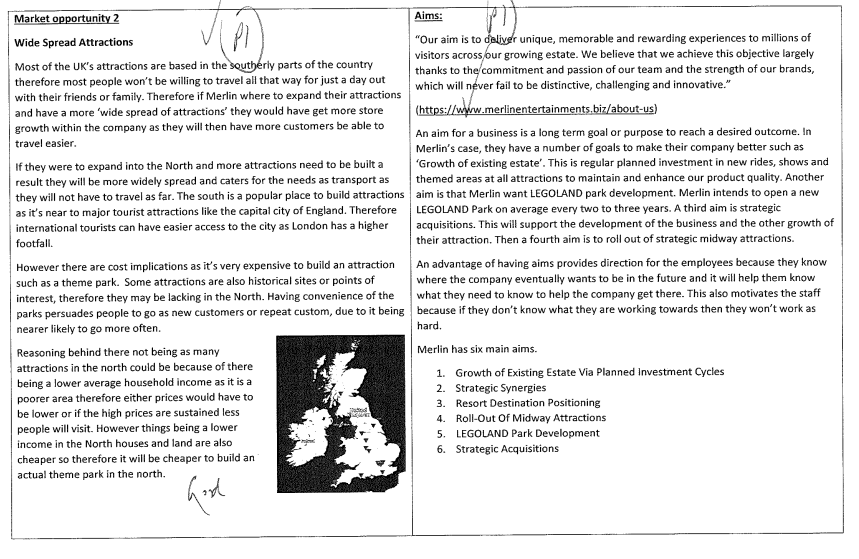 Market opportunity 2
P1
Wide Spread Attractions
Most of the UK's attractions are based in the southerly parts of the country
therefore most people won't be willing to travel all that way for just a day out
with their friends or family. Therefore if Merlin where to expand their attractions
and have a more 'wide spread of attractions' they would have get more store
growth within the company as they will then have more customers be able to
travel easier.
If they were to expand into the North and more attractions need to be built a
result they will be more widely spread and caters for the needs as transport as
they will not have to travel as far. The south is a popular place to build attractions
as it's near to major tourist attractions like the capital city of England. Therefore
international tourists can have easier access to the city as London has a higher
footfall.
However there are cost implications as it's very expensive to build an attraction
such as a theme park.  Some attractions are also historical sites or points of
interest, therefore they may be lacking in the North. Having convenience of the
parks persuades people to go as new customers or repeat custom, due to it being
nearer likely to go more often.
Reasoning behind there not being as many
attractions in the north could be because of there
being a lower average household income as it is a
poorer area therefore either prices would have to
be lower or if the high prices are sustained less
people will visit. However things being a lower
income in the North houses and land are also
cheaper so therefore it will be cheaper to build an
actual theme park in the north.
Good
Aims:
P1
"Our aim is to deliver unique, memorable and rewarding experiences to millions of
visitors across our growing estate. We believe that we achieve this objective largely
thanks to the commitment and passion of our team and the strength of our brands,
which will never fail to be distinctive, challenging and innovative."
(https://www.merlinentertainments.biz/about-us)
An aim for a business is a long term goal or purpose to reach a desired outcome. In
Merlin's case, they have a number of goals to make their company better such as
'Growth of existing estate'. This is regular planned investment in new rides, shows and
themed areas at all attractions to maintain and enhance our product quality. Another
aim is that Merlin want LEGOLAND park development. Merlin intends to open a new
LEGOLAND Park on average every two to three years. A third aim is strategic
acquisitions. This will support the development of the business and the other growth of
their attraction. Then a fourth aim is to roll out of strategic midway attractions.
An advantage of having aims provides direction for the employees because they know
where the company eventually wants to be in the future and it will help them know
what they need to know to help the company get there. This also motivates the staff
because if they don't know what they are working towards then they won't work as
hard.
Merlin has six main aims.
1. Growth of Existing Estate Via Planned Investment Cycles
2. Strategic Synergies
3. Resort Destination Positioning
4. Roll-Out Of Midway Attractions
5. LEGOLAND Park Development
6. Strategic Acquisitions